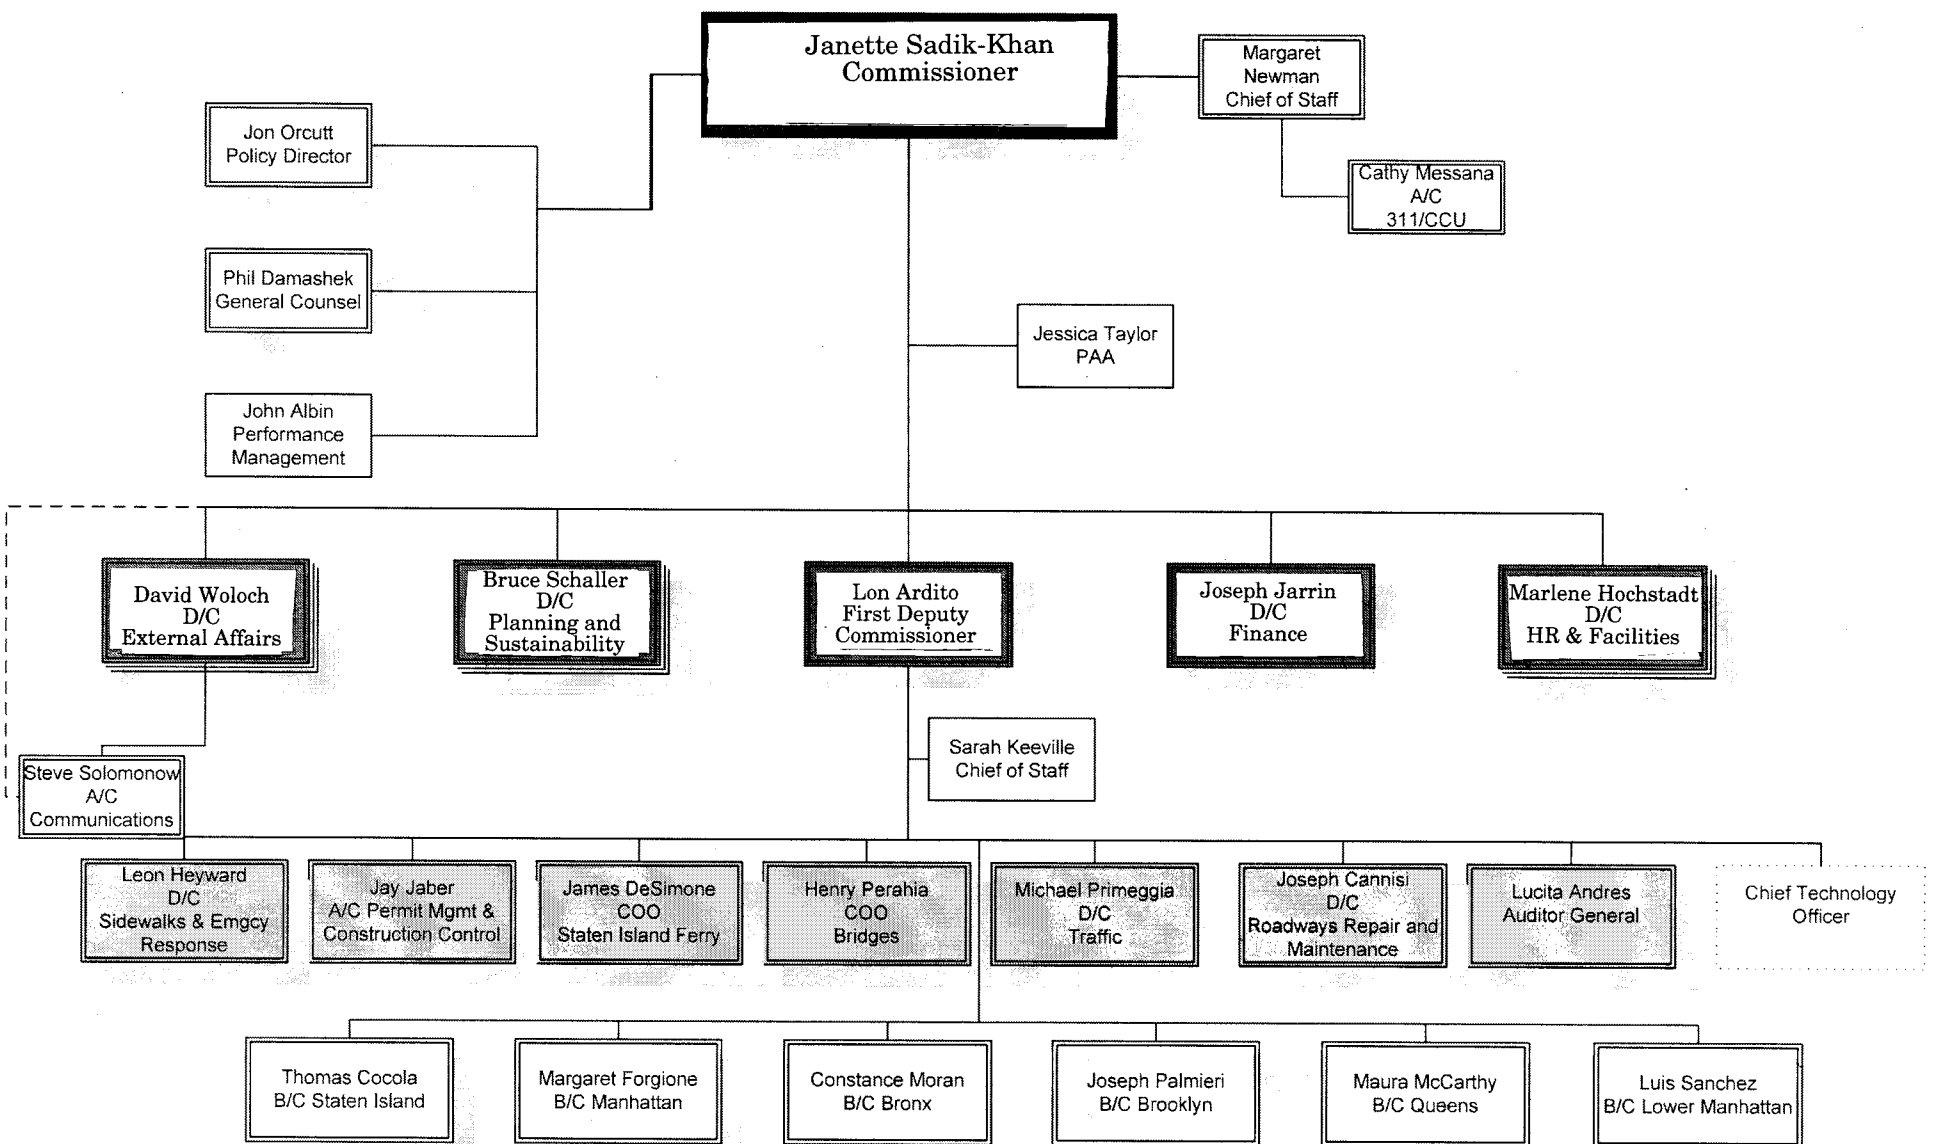 Janette Sadik-Khan
Commissioner
Margaret
Newman
Chief of Staff
Jon Orcutt
Policy Director
Cathy Messana
A/C
311/CCU
Phil Damashek
General Counsel
Jessica Taylor
PAA
John Albin
Performance
Management
David Woloch
D/C
External Affairs
Bruce Schaller
D/C
Planning and
Sustainability
Lon Ardito
First Deputy
Commissioner
Joseph Jarrin
D/C
Finance
Marlene Hochstadt
D/C
HR & Facilities
Sarah Keeville
Chief of Staff
Steve Solomonow
A/C
Communications
Leon Heyward
D/C
Sidewalks & Emgcy
Response
Jay Jaber
A/C Permit Mgmt &
Construction Control
James DeSimone
COO
Staten Island Ferry
Henry Perahia
COO
Bridges
Michael Primeggia
D/C
Traffic
Joseph Cannisi
D/C
Roadways Repair and
Maintenance
Lucita Andres
Auditor General
Chief Technology
Officer
Thomas Cocola
B/C Staten Island
Margaret Forgione
B/C Manhattan
Constance Moran
B/C Bronx
Joseph Palmieri
B/C Brooklyn
Maura McCarthy
B/C Queens
Luis Sanchez
B/C Lower Manhattan